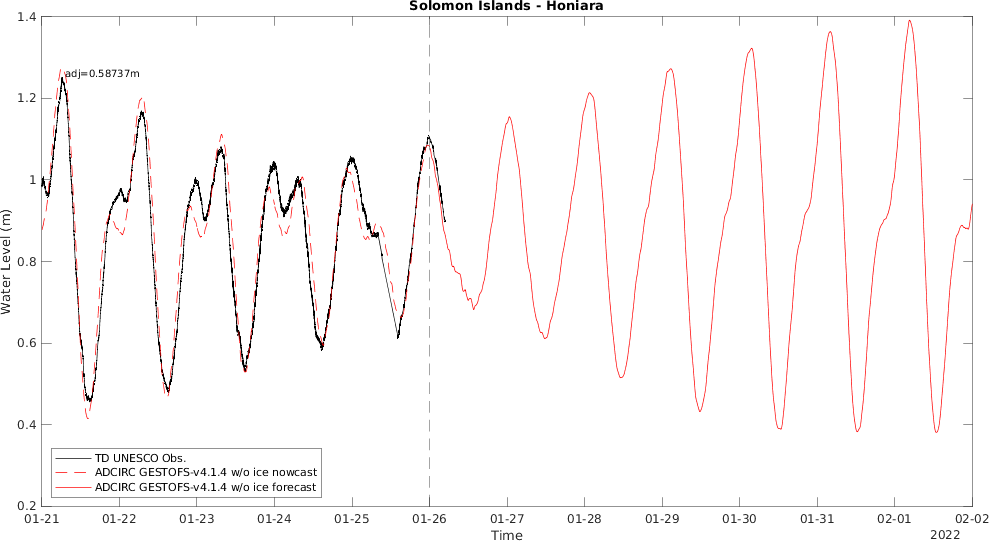 Solomon Islands - Honiara
1.4
1.2
1
0.8
0.6
0.4
0.2
Water Level (m)
adj=0.58737m
TD UNESCO Obs.
ADCIRC GESTOFS-v4.1.4 w/o ice nowcast
ADCIRC GESTOFS-v4.1.4 w/o ice forecast
01-21 01-22 01-23 01-24 01-25 01-26 01-27 01-28 01-29 01-30 01-31 02-01 02-02
Time
2022